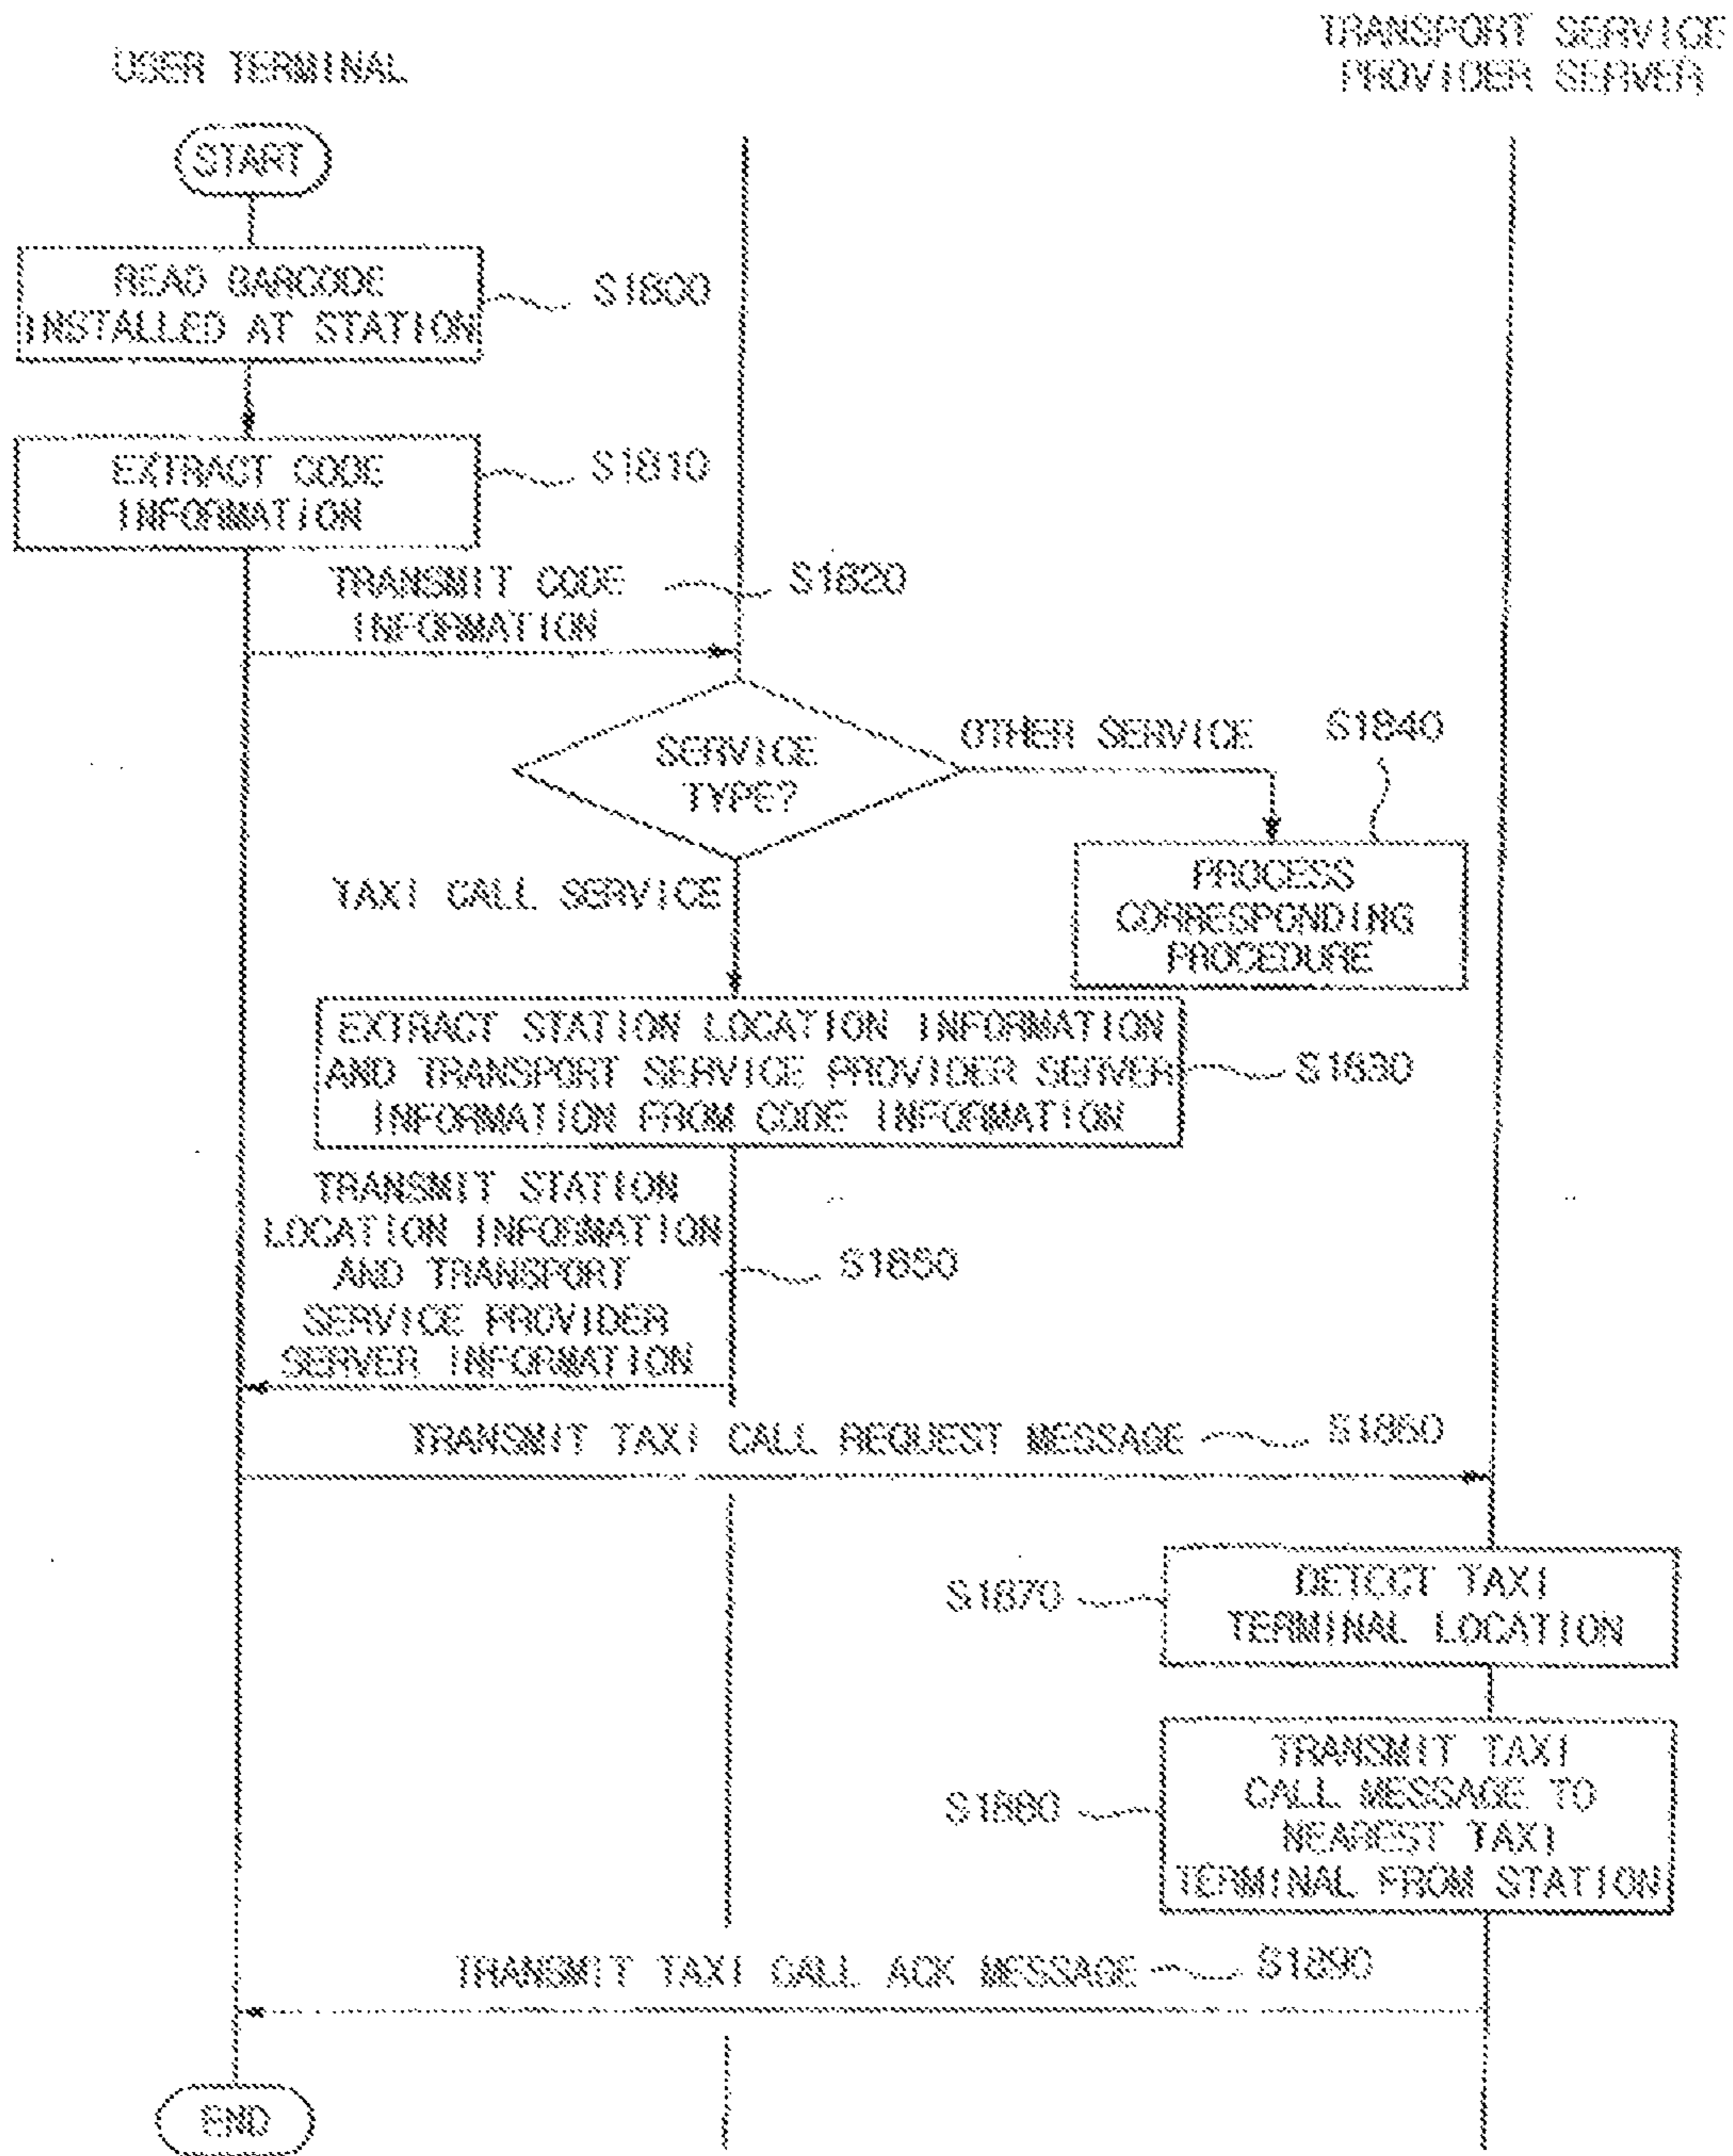 TRANSPORT SERVICE
PROVIDER SERVER
USER TERMINAL
START
READ BARCODE
INSTALLED AT STATION
S1800
EXTRACT CODE
INFORMATION
S1810
TRANSMIT CODE
INFORMATION
S1820
SERVICE
TYPE?
OTHER SERVICE
S1840
PROCESS
CORRESPONDING
PROCEDURE
TAXI CALL SERVICE
EXTRACT STATION LOCATION INFORMATION
AND TRANSPORT SERVICE PROVIDER SERVER
INFORMATION FROM CODE INFORMATION
S1830
TRANSMIT STATION
LOCATION INFORMATION
AND TRANSPORT
SERVICE PROVIDER
SERVER INFORMATION
S1850
TRANSMIT TAXI CALL REQUEST MESSAGE
S1860
DETECT TAXI
TERMINAL LOCATION
S1870
TRANSMIT TAXI
CALL MESSAGE TO
NEAREST TAXI
TERMINAL FROM STATION
S1880
TRANSMIT TAXI CALL ACK MESSAGE
S1890
END